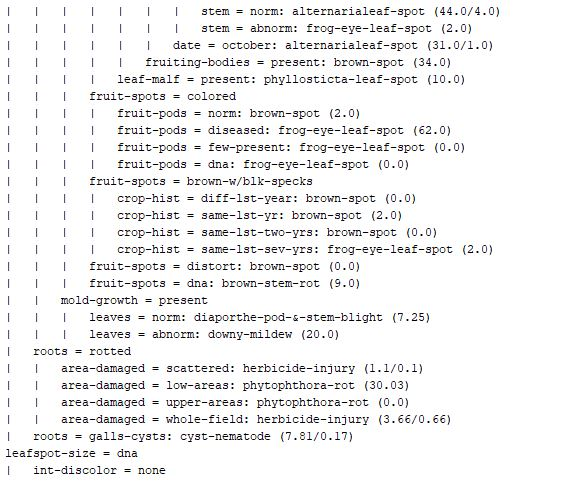 |   |   |   |   |   |   |   stem = norm: alternarialeaf-spot (44.0/4.0)
|   |   |   |   |   |   |   stem = abnorm: frog-eye-leaf-spot (2.0)
|   |   |   |   |   |   date = october: alternarialeaf-spot (31.0/1.0)
|   |   |   |   |   fruiting-bodies = present: brown-spot (34.0)
|   |   |   |   leaf-malf = present: phyllosticta-leaf-spot (10.0)
|   |   |   fruit-spots = colored
|   |   |   |   fruit-pods = norm: brown-spot (2.0)
|   |   |   |   fruit-pods = diseased: frog-eye-leaf-spot (62.0)
|   |   |   |   fruit-pods = few-present: frog-eye-leaf-spot (0.0)
|   |   |   |   fruit-pods = dna: frog-eye-leaf-spot (0.0)
|   |   |   fruit-spots = brown-w/blk-specks
|   |   |   |   crop-hist = diff-lst-year: brown-spot (0.0)
|   |   |   |   crop-hist = same-lst-yr: brown-spot (2.0)
|   |   |   |   crop-hist = same-lst-two-yrs: brown-spot (0.0)
|   |   |   |   crop-hist = same-lst-sev-yrs: frog-eye-leaf-spot (2.0)
|   |   |   fruit-spots = distort: brown-spot (0.0)
|   |   |   fruit-spots = dna: brown-stem-rot (9.0)
|   |   mold-growth = present
|   |   |   leaves = norm: diaporthe-pod-&-stem-blight (7.25)
|   |   |   leaves = abnorm: downy-mildew (20.0)
|   roots = rotted
|   |   area-damaged = scattered: herbicide-injury (1.1/0.1)
|   |   area-damaged = low-areas: phytophthora-rot (30.03)
|   |   area-damaged = upper-areas: phytophthora-rot (0.0)
|   |   area-damaged = whole-field: herbicide-injury (3.66/0.66)
|   roots = galls-cysts: cyst-nematode (7.81/0.17)
leafspot-size = dna
|   int-discolor = none